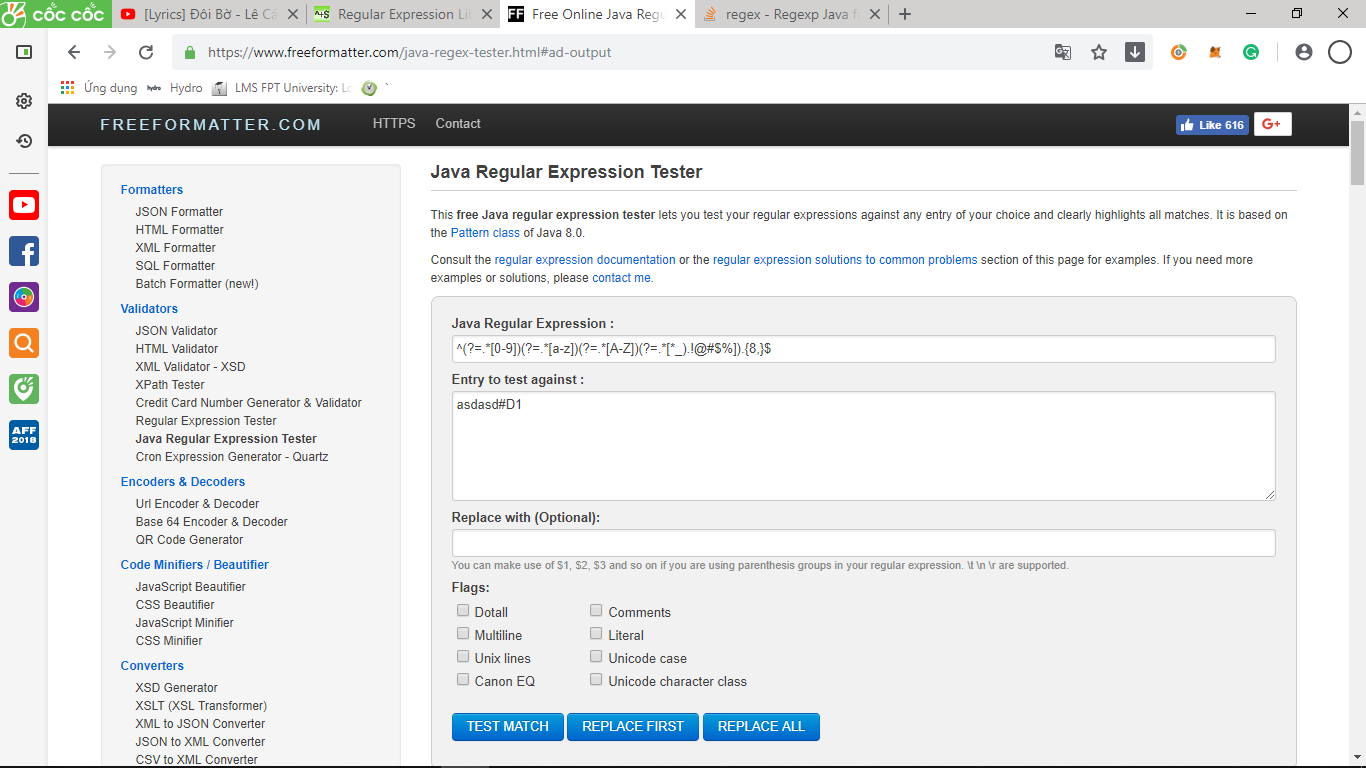 cốc cốc
[Lyrics] Đôi Bờ - Lê Cá
Regular Expression Lib
Free Online Java Regu
regex - Regexp Java f
https://www.freeformatter.com/java-regex-tester.html#ad-output
Ứng dụng
hydro
Hydro
LMS FPT University: Lo
FREEFORMATTER.COM
HTTPS
Contact
Like 616
G+
AFF
2018
Formatters
JSON Formatter
HTML Formatter
XML Formatter
SQL Formatter
Batch Formatter (new!)
Validators
JSON Validator
HTML Validator
XML Validator - XSD
XPath Tester
Credit Card Number Generator & Validator
Regular Expression Tester
Java Regular Expression Tester
Cron Expression Generator - Quartz
Encoders & Decoders
Url Encoder & Decoder
Base 64 Encoder & Decoder
QR Code Generator
Code Minifiers / Beautifier
JavaScript Beautifier
CSS Beautifier
JavaScript Minifier
CSS Minifier
Converters
XSD Generator
XSLT (XSL Transformer)
XML to JSON Converter
JSON to XML Converter
CSV to XML Converter
Java Regular Expression Tester
This free Java regular expression tester lets you test your regular expressions against any entry of your choice and clearly highlights all matches. It is based on
the Pattern class of Java 8.0.
Consult the regular expression documentation or the regular expression solutions to common problems section of this page for examples. If you need more
examples or solutions, please contact me.
Java Regular Expression :
^(?=.*[0-9])(?=.*[a-z])(?=.*[A-Z])(?=.*[*_).!@#$%]).{8,}$
Entry to test against :
asdasd#D1
Replace with (Optional):
You can make use of $1, $2, $3 and so on if you are using parenthesis groups in your regular expression. \t \n \r are supported.
Flags:
Dotall
Comments
Multiline
Literal
Unix lines
Unicode case
Canon EQ
Unicode character class
TEST MATCH
REPLACE FIRST
REPLACE ALL